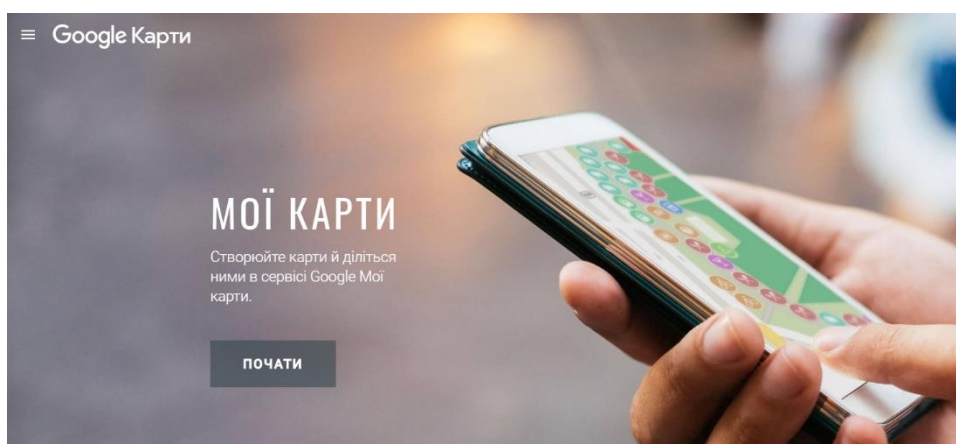 Google Карти
МОЇ КАРТИ
Створюйте карти й діліться
ними в сервісі Google Мої
карти.
ПОЧАТИ